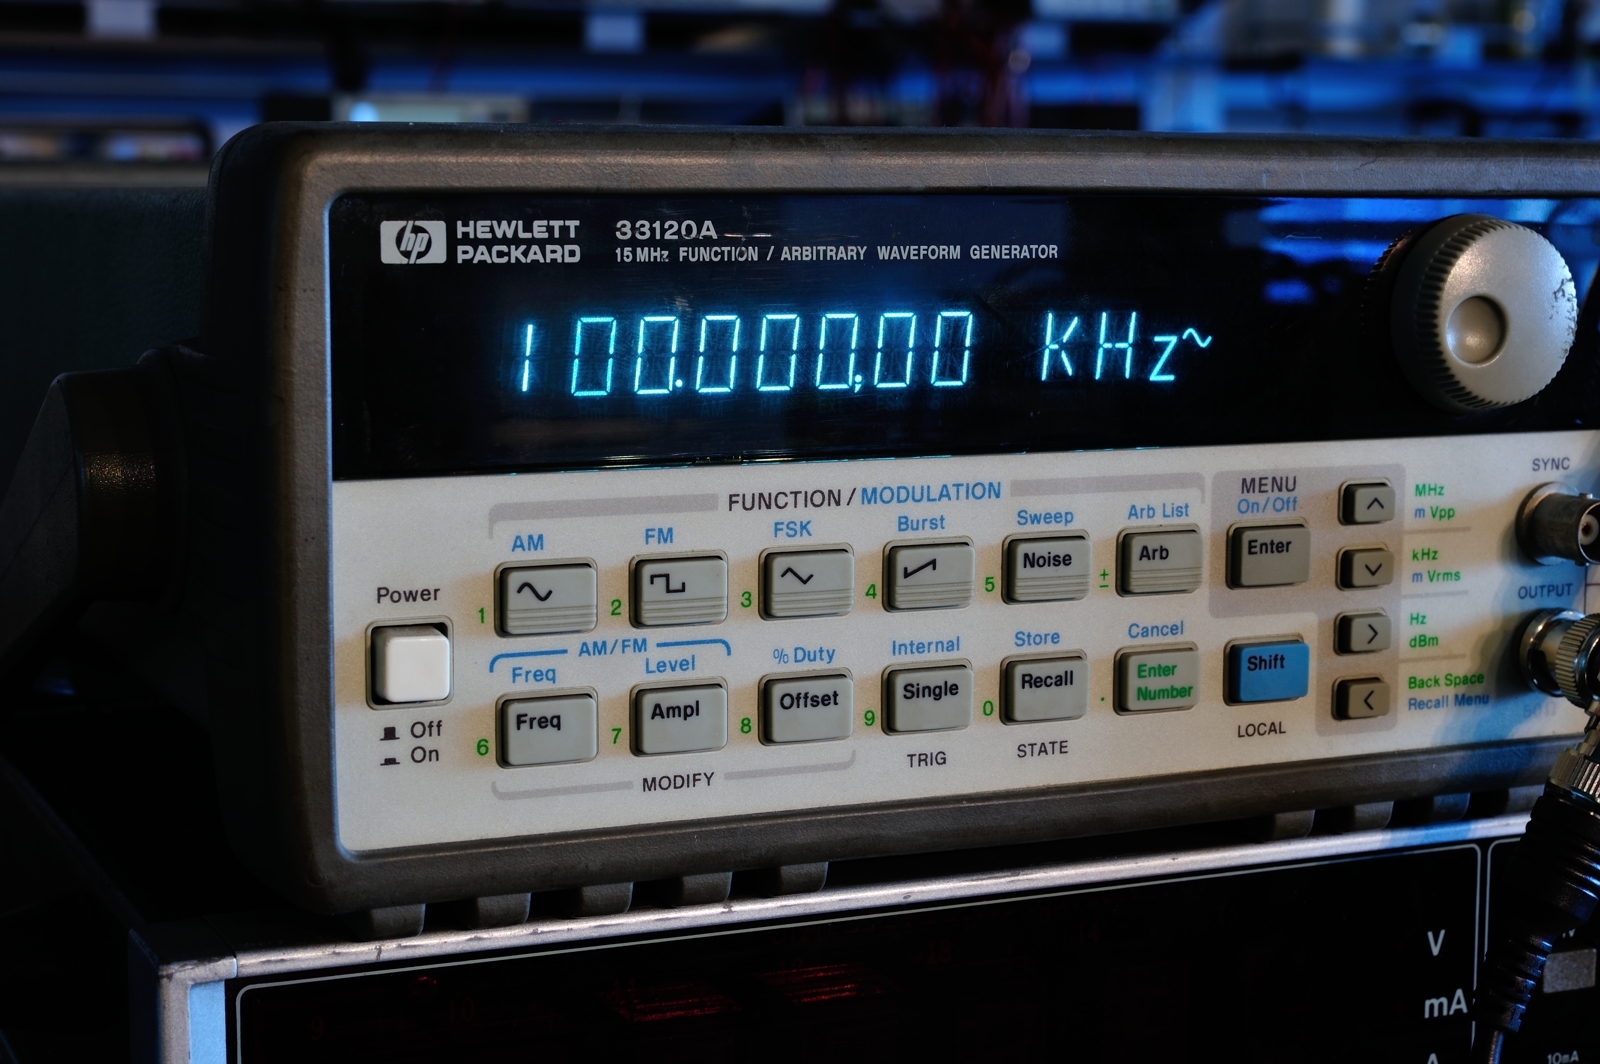 hp HEWLETT PACKARD
33120A
15 MHz FUNCTION / ARBITRARY WAVEFORM GENERATOR
100.000,00 KHz~
FUNCTION / MODULATION
AM FM FSK Burst Sweep Arb List
1 2 3 4 5 Noise ± Arb
MENU
On/Off
Enter
MHz
m Vpp
kHz
m Vrms
Hz
dBm
Back Space
Recall Menu
SYNC
OUTPUT
Power
Off
On
AM/FM
Freq Level % Duty Internal Store Cancel
6 Freq 7 Ampl 8 Offset 9 Single 0 Recall . Enter Number Shift
MODIFY
TRIG
STATE
LOCAL
V
mA
10mA